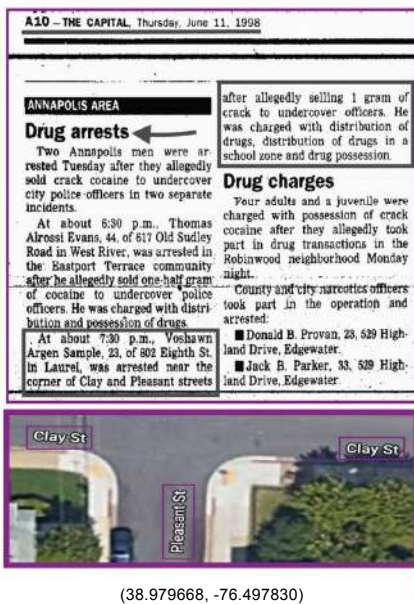 A10 – THE CAPITAL, Thursday, June 11, 1998
ANNAPOLIS AREA
Drug arrests
Two Annapolis men were ar-
rested Tuesday after they allegedly
sold crack cocaine to undercover
city police officers in two separate
incidents.
At about 6:30 p.m., Thomas
Alrossi Evans, 44, of 617 Old Sudley
Road in West River, was arrested in
the Eastport Terrace community
after he allegedly sold one-half gram
of cocaine to undercover police
officers. He was charged with distri-
bution and possession of drugs.
At about 7:30 p.m., Voshawn
Argen Sample, 23, of 802 Eighth St.
in Laurel, was arrested near the
corner of Clay and Pleasant streets
after allegedly selling 1 gram of
crack to undercover officers. He
was charged with distribution of
drugs, distribution of drugs in a
school zone and drug possession.
Drug charges
Four adults and a juvenile were
charged with possession of crack
cocaine after they allegedly took
part in drug transactions in the
Robinwood neighborhood Monday
night.
County and city narcotics officers
took part in the operation and
arrested:
■ Donald B. Provan, 23, 529 High-
land Drive, Edgewater.
■ Jack B. Parker, 33, 529 High-
land Drive, Edgewater.
Clay St
Clay St
Pleasant St
(38.979668, -76.497830)